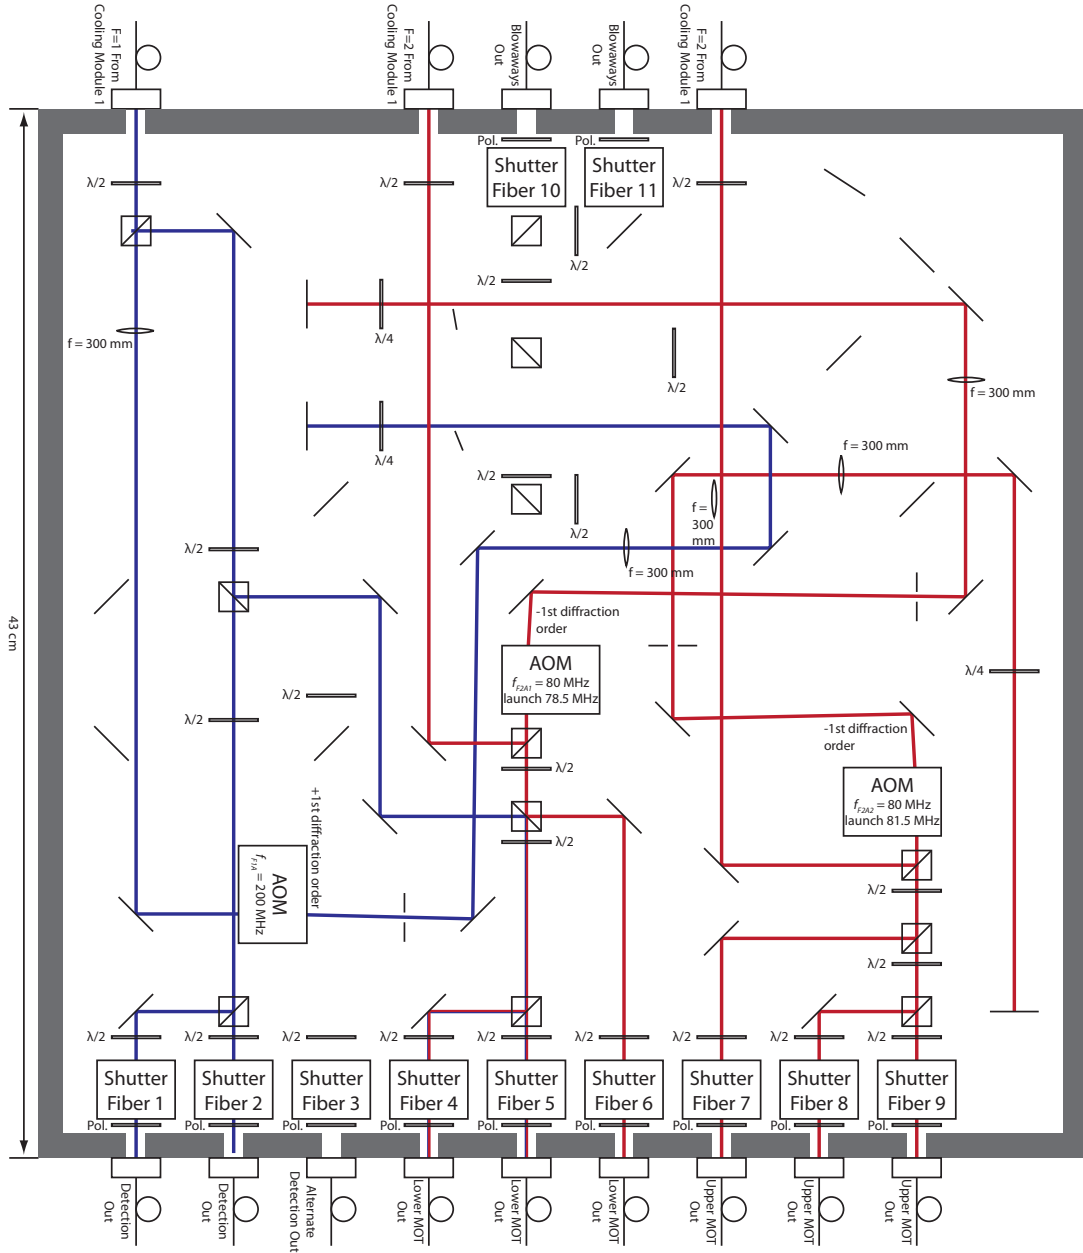 F=1 From
Cooling Module 1
F=2 From
Cooling Module 1
Blowaways
Out
Blowaways
Out
F=2 From
Cooling Module 1
Pol.
Pol.
Shutter
Fiber 10
Shutter
Fiber 11
λ/2
λ/2
λ/2
λ/2
λ/2
λ/4
f = 300 mm
λ/2
f = 300 mm
λ/4
f = 300 mm
λ/2
f =
300
mm
λ/2
λ/2
f = 300 mm
43 cm
-1st diffraction
order
AOM
fF2A1 = 80 MHz
launch 78.5 MHz
λ/4
λ/2
λ/2
-1st diffraction
order
λ/2
AOM
fF2A2 = 80 MHz
launch 81.5 MHz
+1st diffraction order
λ/2
AOM
fF1A = 200 MHz
λ/2
λ/2
λ/2
λ/2
λ/2
λ/2
λ/2
λ/2
λ/2
λ/2
λ/2
Shutter
Fiber 1
Shutter
Fiber 2
Shutter
Fiber 3
Shutter
Fiber 4
Shutter
Fiber 5
Shutter
Fiber 6
Shutter
Fiber 7
Shutter
Fiber 8
Shutter
Fiber 9
Pol.
Pol.
Pol.
Pol.
Pol.
Pol.
Pol.
Pol.
Pol.
Detection
Out
Detection
Out
Alternate
Detection Out
Lower MOT
Out
Lower MOT
Out
Lower MOT
Out
Upper MOT
Out
Upper MOT
Out
Upper MOT
Out